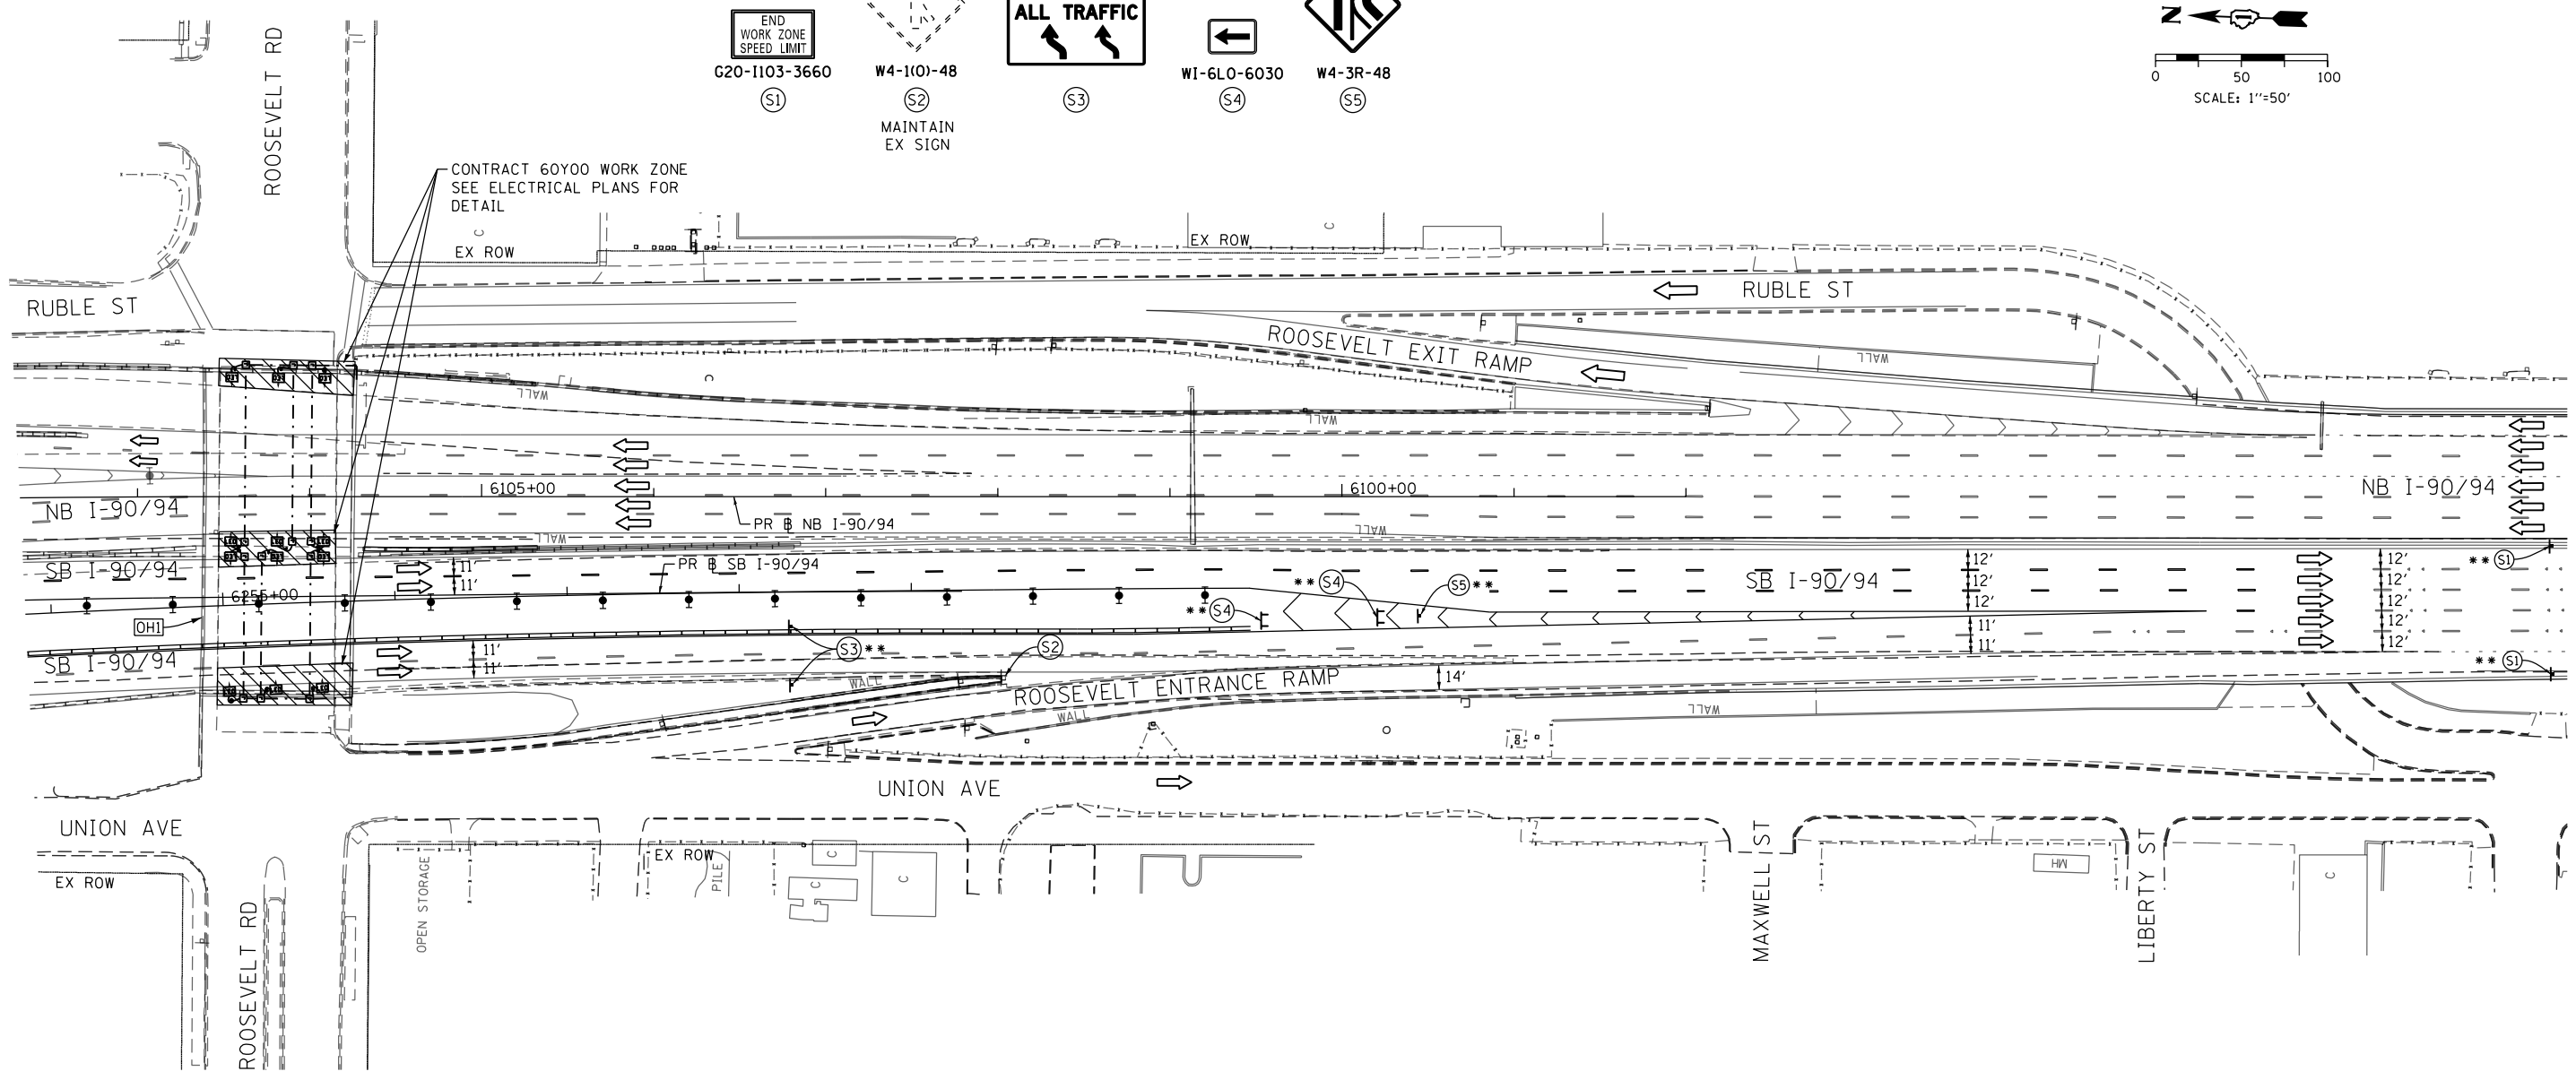 END
WORK ZONE
SPEED LIMIT
G20-I103-3660
S1
W4-1(O)-48
S2
MAINTAIN
EX SIGN
ALL TRAFFIC
S3
WI-6LO-6030
S4
W4-3R-48
S5
N
0 50 100
SCALE: 1''=50'
ROOSEVELT RD
CONTRACT 60Y00 WORK ZONE
SEE ELECTRICAL PLANS FOR
DETAIL
C
EX ROW
EX ROW
C
RUBLE ST
RUBLE ST
ROOSEVELT EXIT RAMP
WALL
WALL
WALL
6105+00
6100+00
NB I-90/94
NB I-90/94
PR B NB I-90/94
WALL
WALL
SB I-90/94
PR B SB I-90/94
SB I-90/94
11'
11'
12'
12'
12'
11'
11'
12'
12'
12'
12'
12'
** S1
** S4
S5 **
** S4
6255+00
OH1
SB I-90/94
11'
11'
S3 **
S2
** S1
WALL
ROOSEVELT ENTRANCE RAMP
14'
WALL
WALL
UNION AVE
UNION AVE
EX ROW
EX ROW
OPEN STORAGE
PILE
C
C
C
MH
C
ROOSEVELT RD
MAXWELL ST
LIBERTY ST